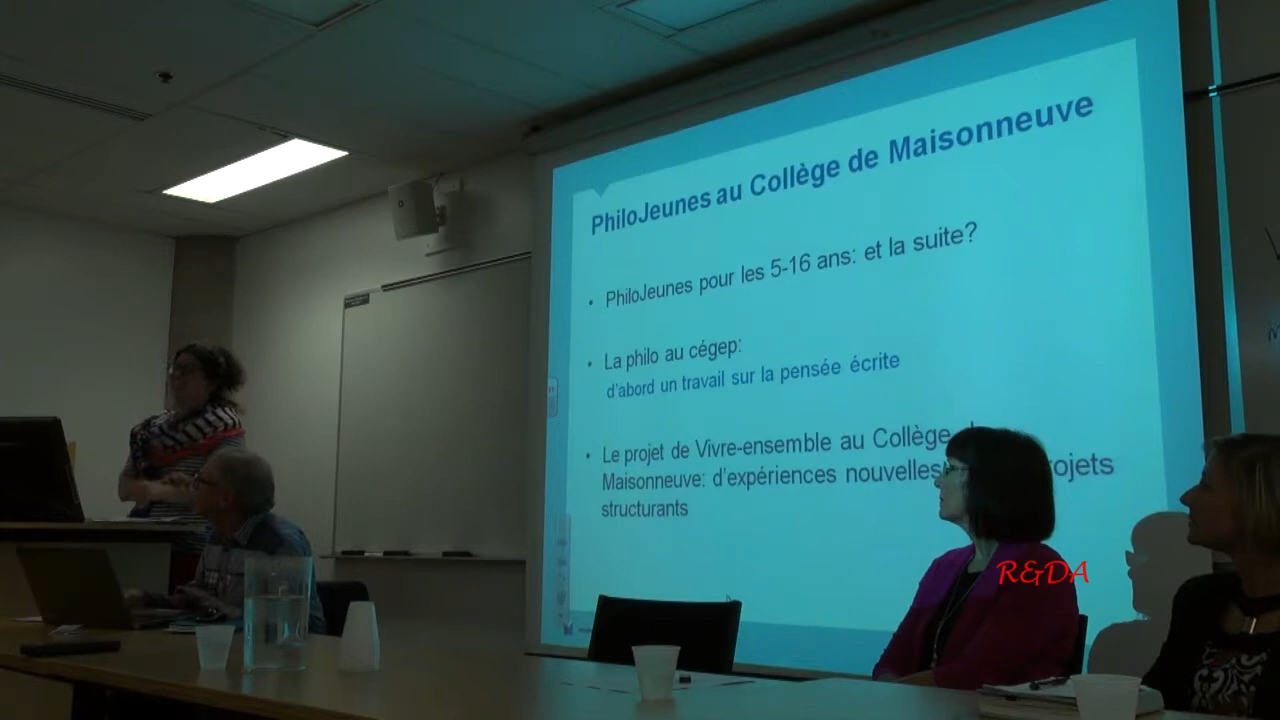 PhiloJeunes au Collège de Maisonneuve
• PhiloJeunes pour les 5-16 ans: et la suite?
• La philo au cégep:
d'abord un travail sur la pensée écrite
• Le projet de Vivre-ensemble au Collège
Maisonneuve: d'expériences nouvelles rojets
structurants
R&DA